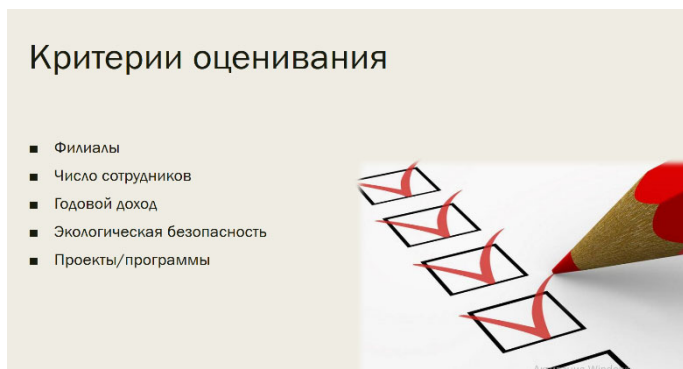 Критерии оценивания
■ Филиалы
■ Число сотрудников
■ Годовой доход
■ Экологическая безопасность
■ Проекты/программы